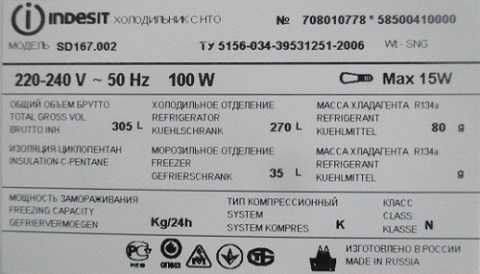 INDESIT ХОЛОДИЛЬНИК С НТО № 708010778 * 58500410000
МОДЕЛЬ SD167.002 ТУ 5156-034-39531251-2006 Wt - SNG
220-240 V ~ 50 Hz 100 W Max 15W
ОБЩИЙ ОБЪЕМ БРУТТО ХОЛОДИЛЬНОЕ ОТДЕЛЕНИЕ МАССА ХЛАДАГЕНТА R134a
TOTAL GROSS VOL REFRIGERATOR REFRIGERANT
BRUTTO INH 305 L KUEHLSCHRANK 270 L KUEHLMITTEL 80 g
ИЗОЛЯЦИЯ-ЦИКЛОПЕНТАН МОРОЗИЛЬНОЕ ОТДЕЛЕНИЕ МАССА ХЛАДАГЕНТА R134a
INSULATION-C-PENTANE FREEZER REFRIGERANT
GEFRIERSCHRANK 35 L KUEHLMITTEL g
МОЩНОСТЬ ЗАМОРАЖИВАНИЯ ТИП КОМПРЕССИОННЫЙ КЛАСС
FREEZING CAPACITY SYSTEM CLASS
GEFRIERVERMOEGEN Kg/24h SYSTEM KOMPRES K KLASSE N
ИЗГОТОВЛЕНО В РОССИИ
MADE IN RUSSIA